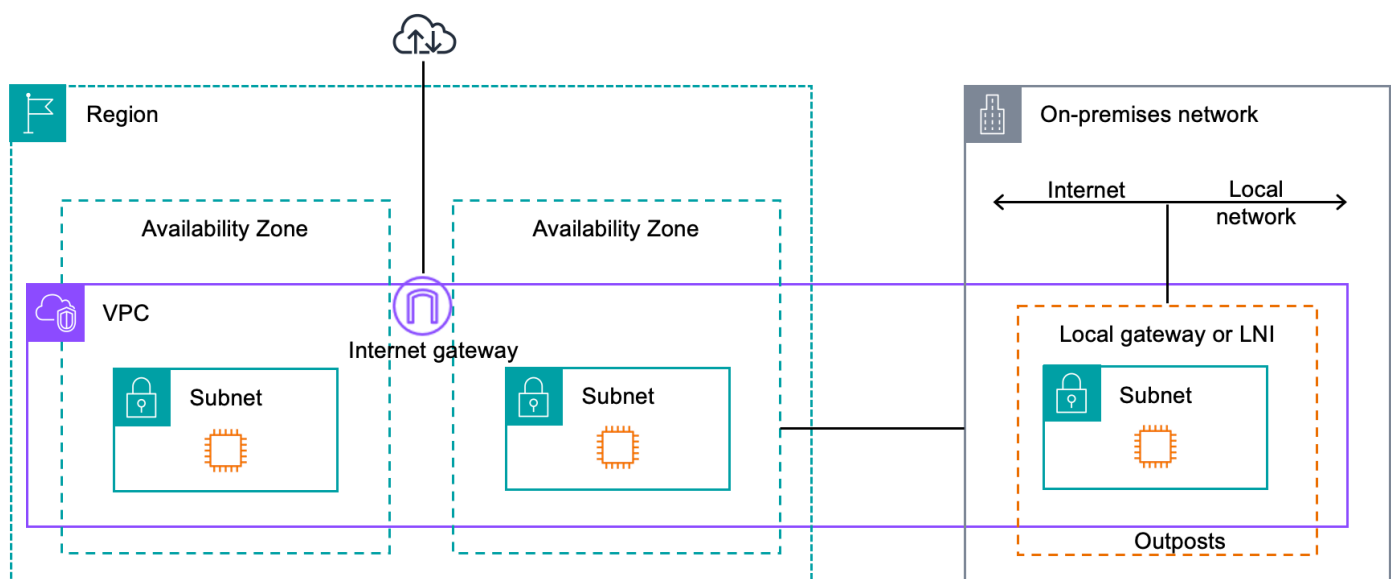 Region
On-premises network
Internet
Local
network
Availability Zone
Availability Zone
VPC
Internet gateway
Local gateway or LNI
Subnet
Subnet
Subnet
Outposts